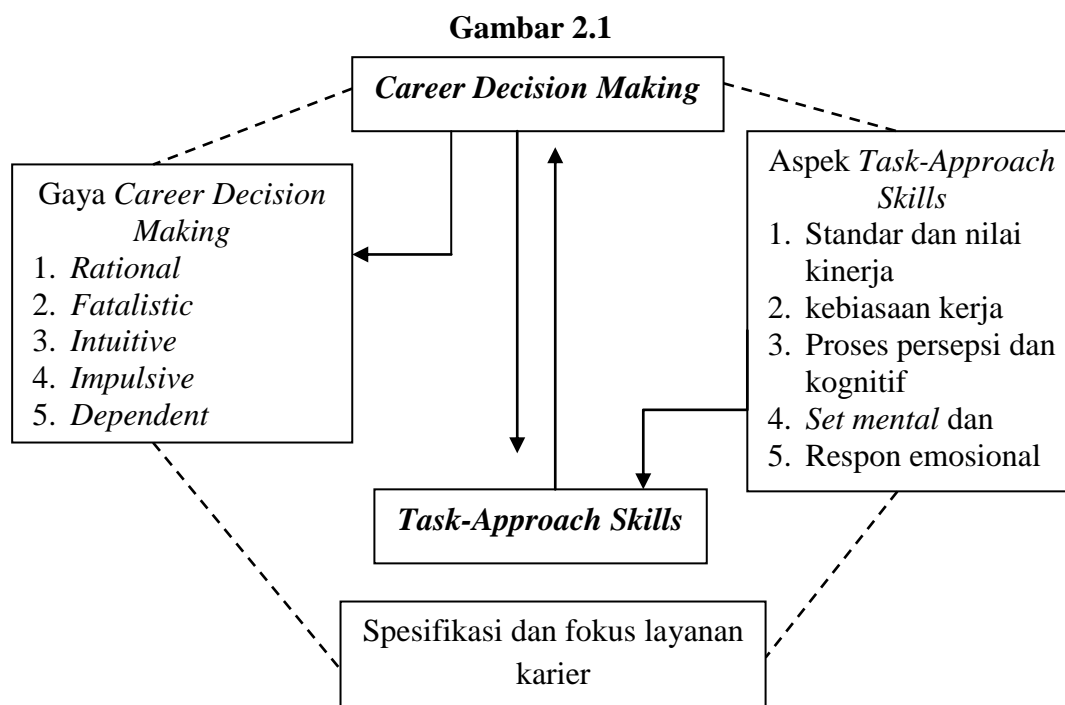 Gambar 2.1
Career Decision Making
Gaya Career Decision
Making
1. Rational
2. Fatalistic
3. Intuitive
4. Impulsive
5. Dependent
Aspek Task-Approach
Skills
1. Standar dan nilai
kinerja
2. kebiasaan kerja
3. Proses persepsi dan
kognitif
4. Set mental dan
5. Respon emosional
Task-Approach Skills
Spesifikasi dan fokus layanan
karier